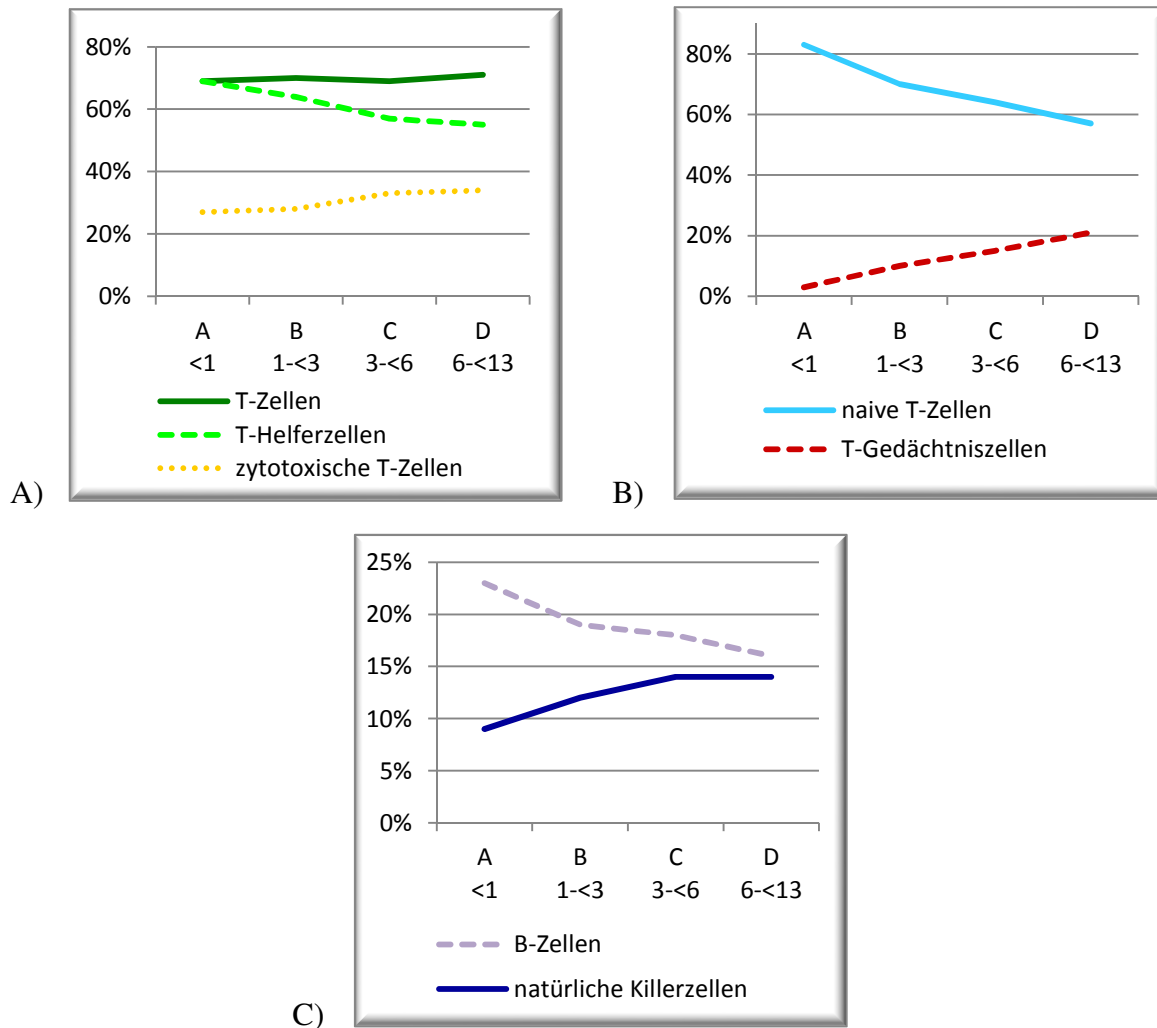 80%
60%
40%
20%
0%
A B C D
<1 1-<3 3-<6 6-<13
T-Zellen
T-Helferzellen
zytotoxische T-Zellen
A)
80%
60%
40%
20%
0%
A B C D
<1 1-<3 3-<6 6-<13
naive T-Zellen
T-Gedächtniszellen
B)
25%
20%
15%
10%
5%
0%
A B C D
<1 1-<3 3-<6 6-<13
B-Zellen
natürliche Killerzellen
C)